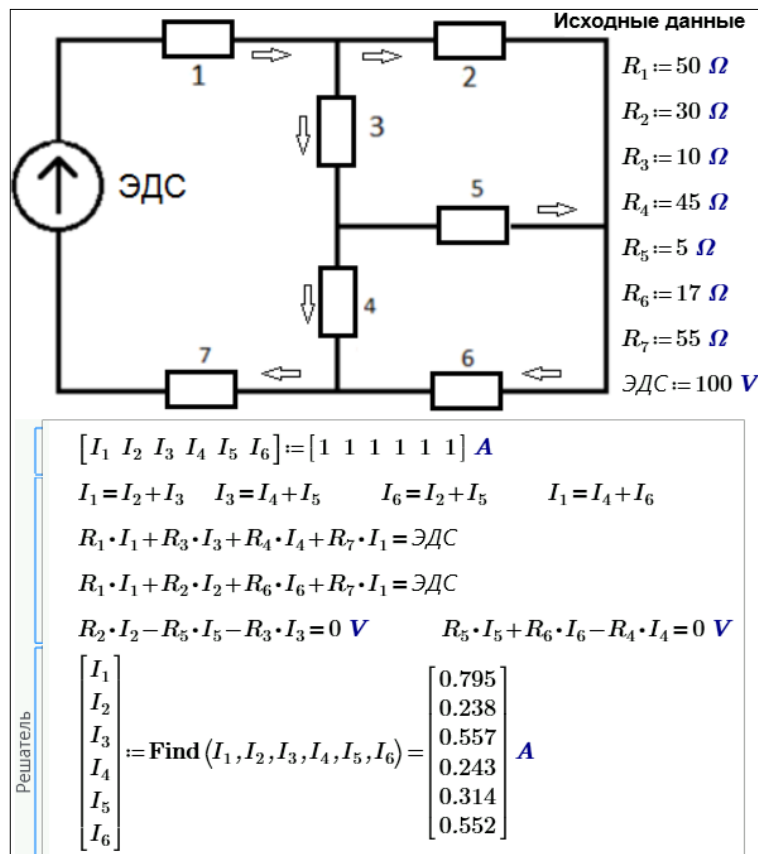 Исходные данные
1
2
3
4
5
6
7
ЭДС
R₁:=50 Ω
R₂:=30 Ω
R₃:=10 Ω
R₄:=45 Ω
R₅:=5 Ω
R₆:=17 Ω
R₇:=55 Ω
ЭДС:=100 V
[I₁ I₂ I₃ I₄ I₅ I₆]:=[1 1 1 1 1 1] A
I₁=I₂+I₃ I₃=I₄+I₅ I₆=I₂+I₅ I₁=I₄+I₆
R₁·I₁+R₃·I₃+R₄·I₄+R₇·I₁=ЭДС
R₁·I₁+R₂·I₂+R₆·I₆+R₇·I₁=ЭДС
R₂·I₂−R₅·I₅−R₃·I₃=0 V R₅·I₅+R₆·I₆−R₄·I₄=0 V
Решатель
I₁
I₂
I₃
I₄
I₅
I₆
:=Find(I₁,I₂,I₃,I₄,I₅,I₆)=
0.795
0.238
0.557
0.243
0.314
0.552
A